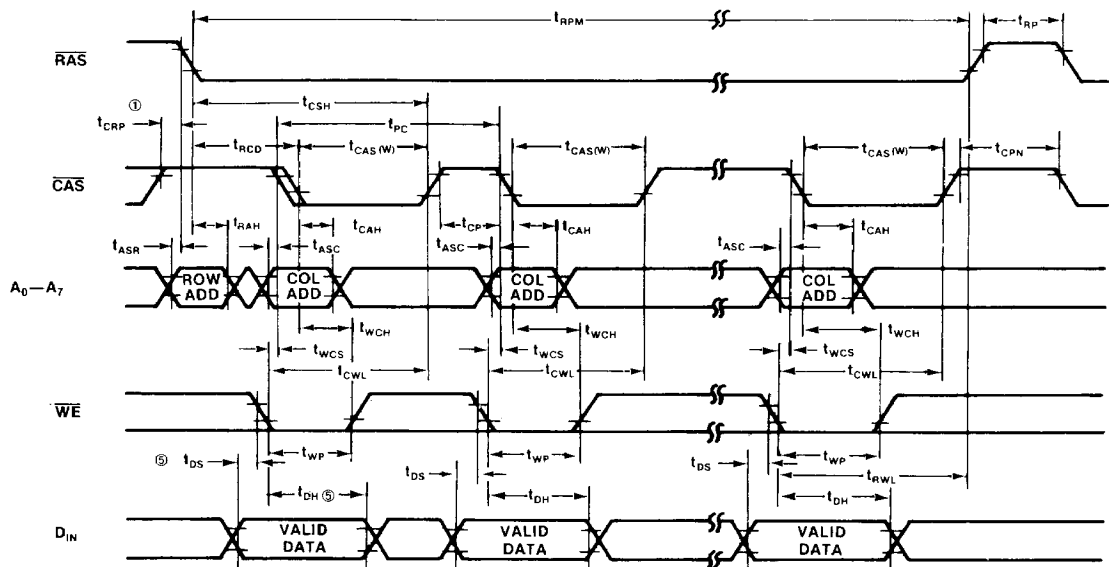 tRPM
tRP
RAS
tCSH
① tCRP
tPC
tRCD
tCAS (W)
tCAS(W)
tCAS(W)
tCPN
CAS
tRAH
tCAH
tCP
tCAH
tCAH
tASR
tASC
tASC
tASC
A0—A7
ROW ADD
COL ADD
COL ADD
COL ADD
tWCH
tWCH
tWCH
tWCS
tWCS
tWCS
tCWL
tCWL
tCWL
WE
tWP
tWP
tWP
⑤ tDS
tDS
tDS
tRWL
tDH ⑤
tDH
tDH
DIN
VALID DATA
VALID DATA
VALID DATA